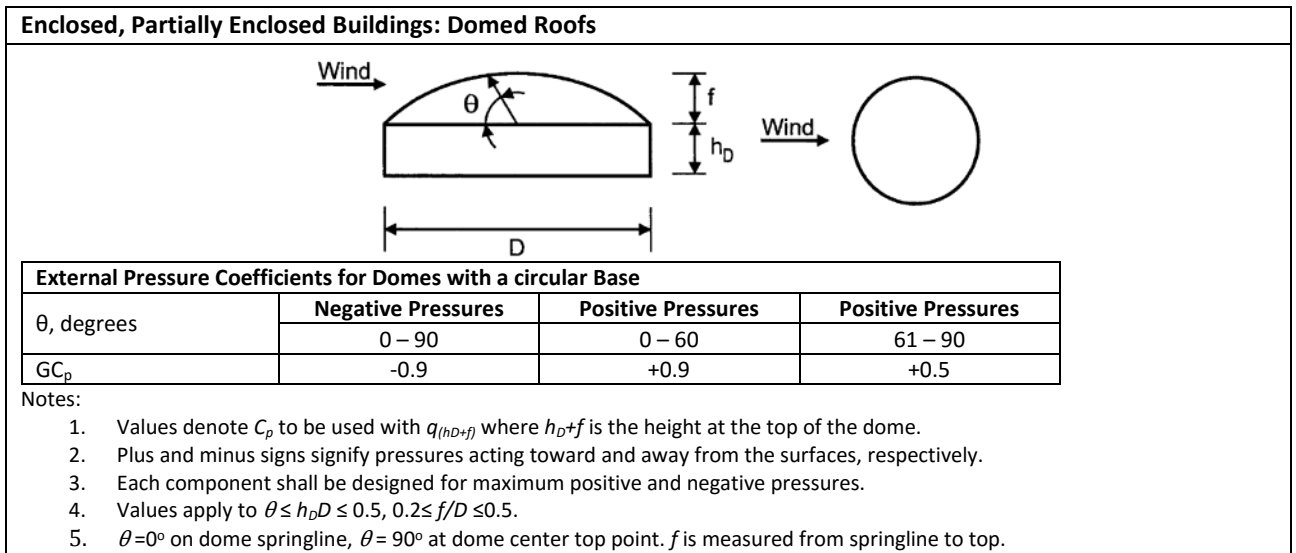 Enclosed, Partially Enclosed Buildings: Domed Roofs
Wind
θ
f
hD
D
Wind
External Pressure Coefficients for Domes with a circular Base
θ, degrees
Negative Pressures Positive Pressures Positive Pressures
0 – 90 0 – 60 61 – 90
GCp -0.9 +0.9 +0.5
Notes:
1. Values denote Cp to be used with q(hD+f) where hD+f is the height at the top of the dome.
2. Plus and minus signs signify pressures acting toward and away from the surfaces, respectively.
3. Each component shall be designed for maximum positive and negative pressures.
4. Values apply to θ ≤ hDD ≤ 0.5, 0.2≤ f/D ≤0.5.
5. θ =0º on dome springline, θ = 90º at dome center top point. f is measured from springline to top.